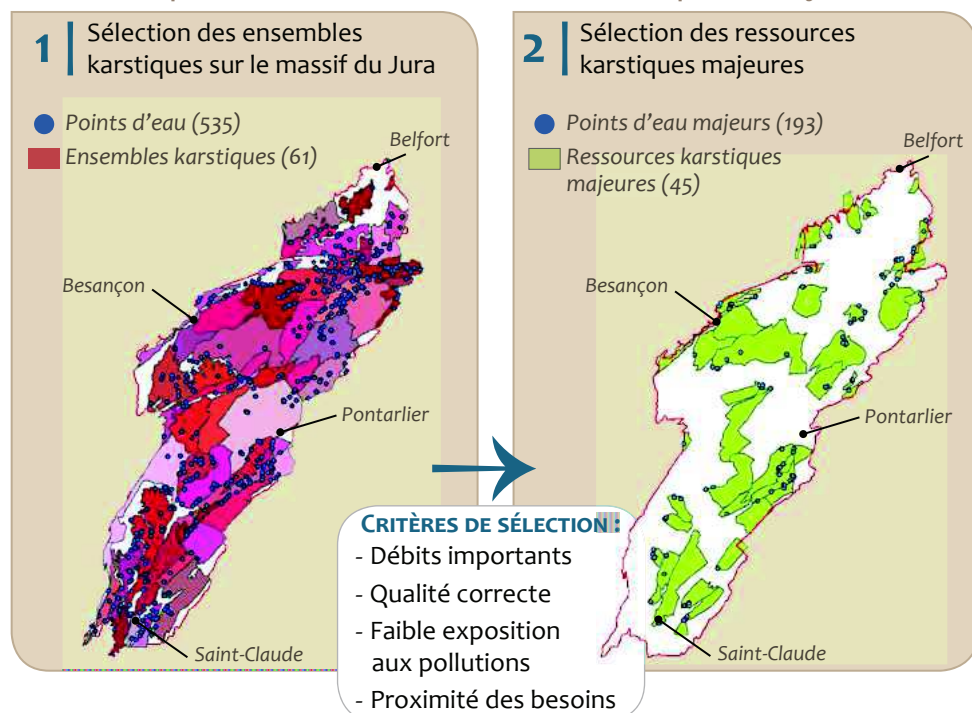 1
Sélection des ensembles
karstiques sur le massif du Jura
Points d'eau (535)
Ensembles karstiques (61)
Belfort
Besançon
Pontarlier
Saint-Claude
2
Sélection des ressources
karstiques majeures
Points d'eau majeurs (193)
Ressources karstiques
majeures (45)
Belfort
Besançon
Pontarlier
Saint-Claude
CRITÈRES DE SÉLECTION :
- Débits importants
- Qualité correcte
- Faible exposition
aux pollutions
- Proximité des besoins